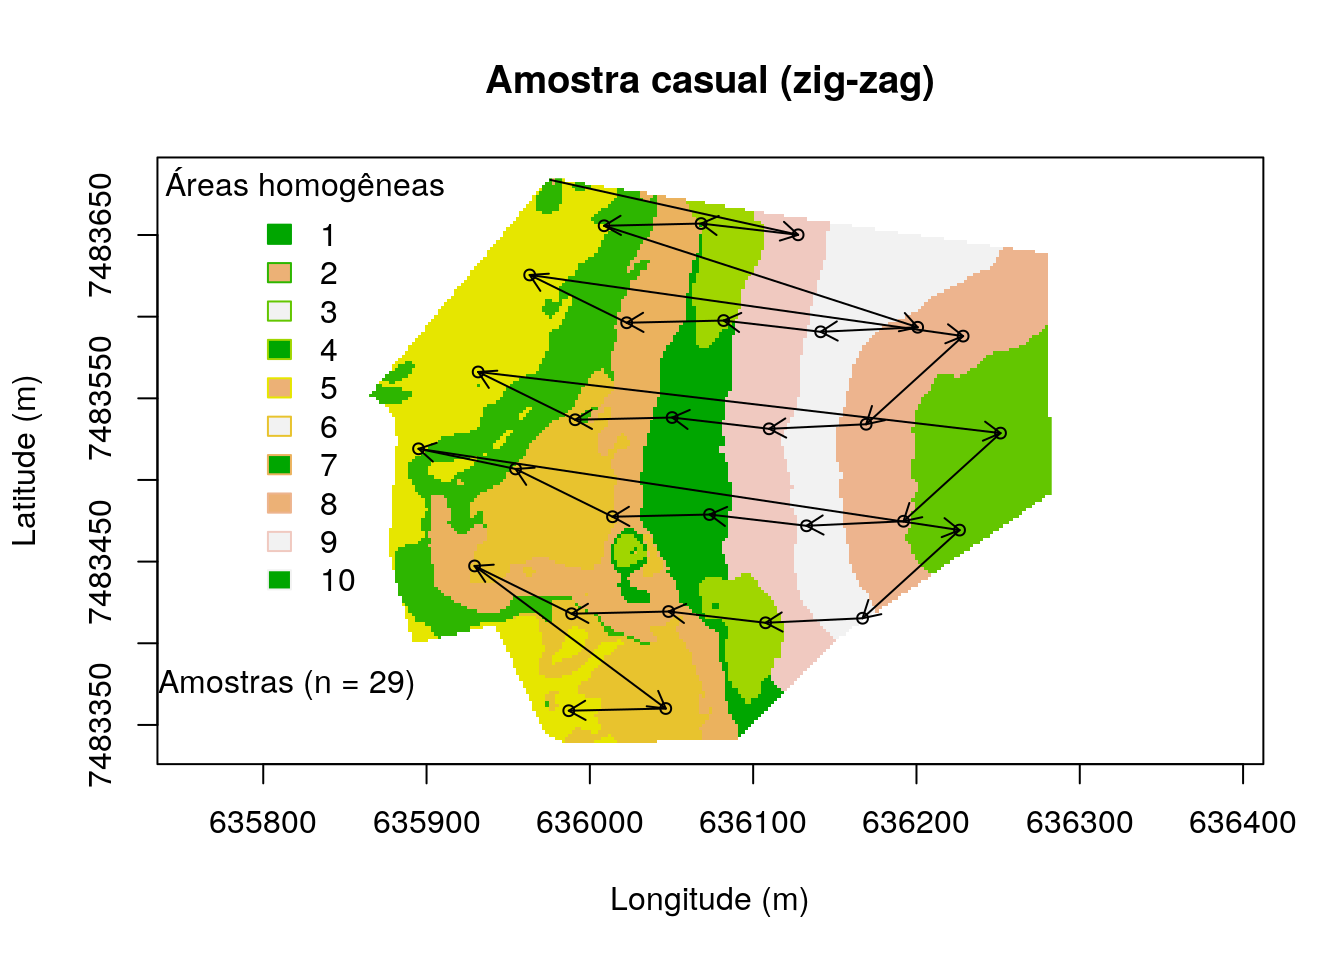 Amostra casual (zig-zag)
Áreas homogêneas
1
2
3
4
5
6
7
8
9
10
Amostras (n = 29)
Latitude (m)
7483650
7483550
7483450
7483350
635800 635900 636000 636100 636200 636300 636400
Longitude (m)